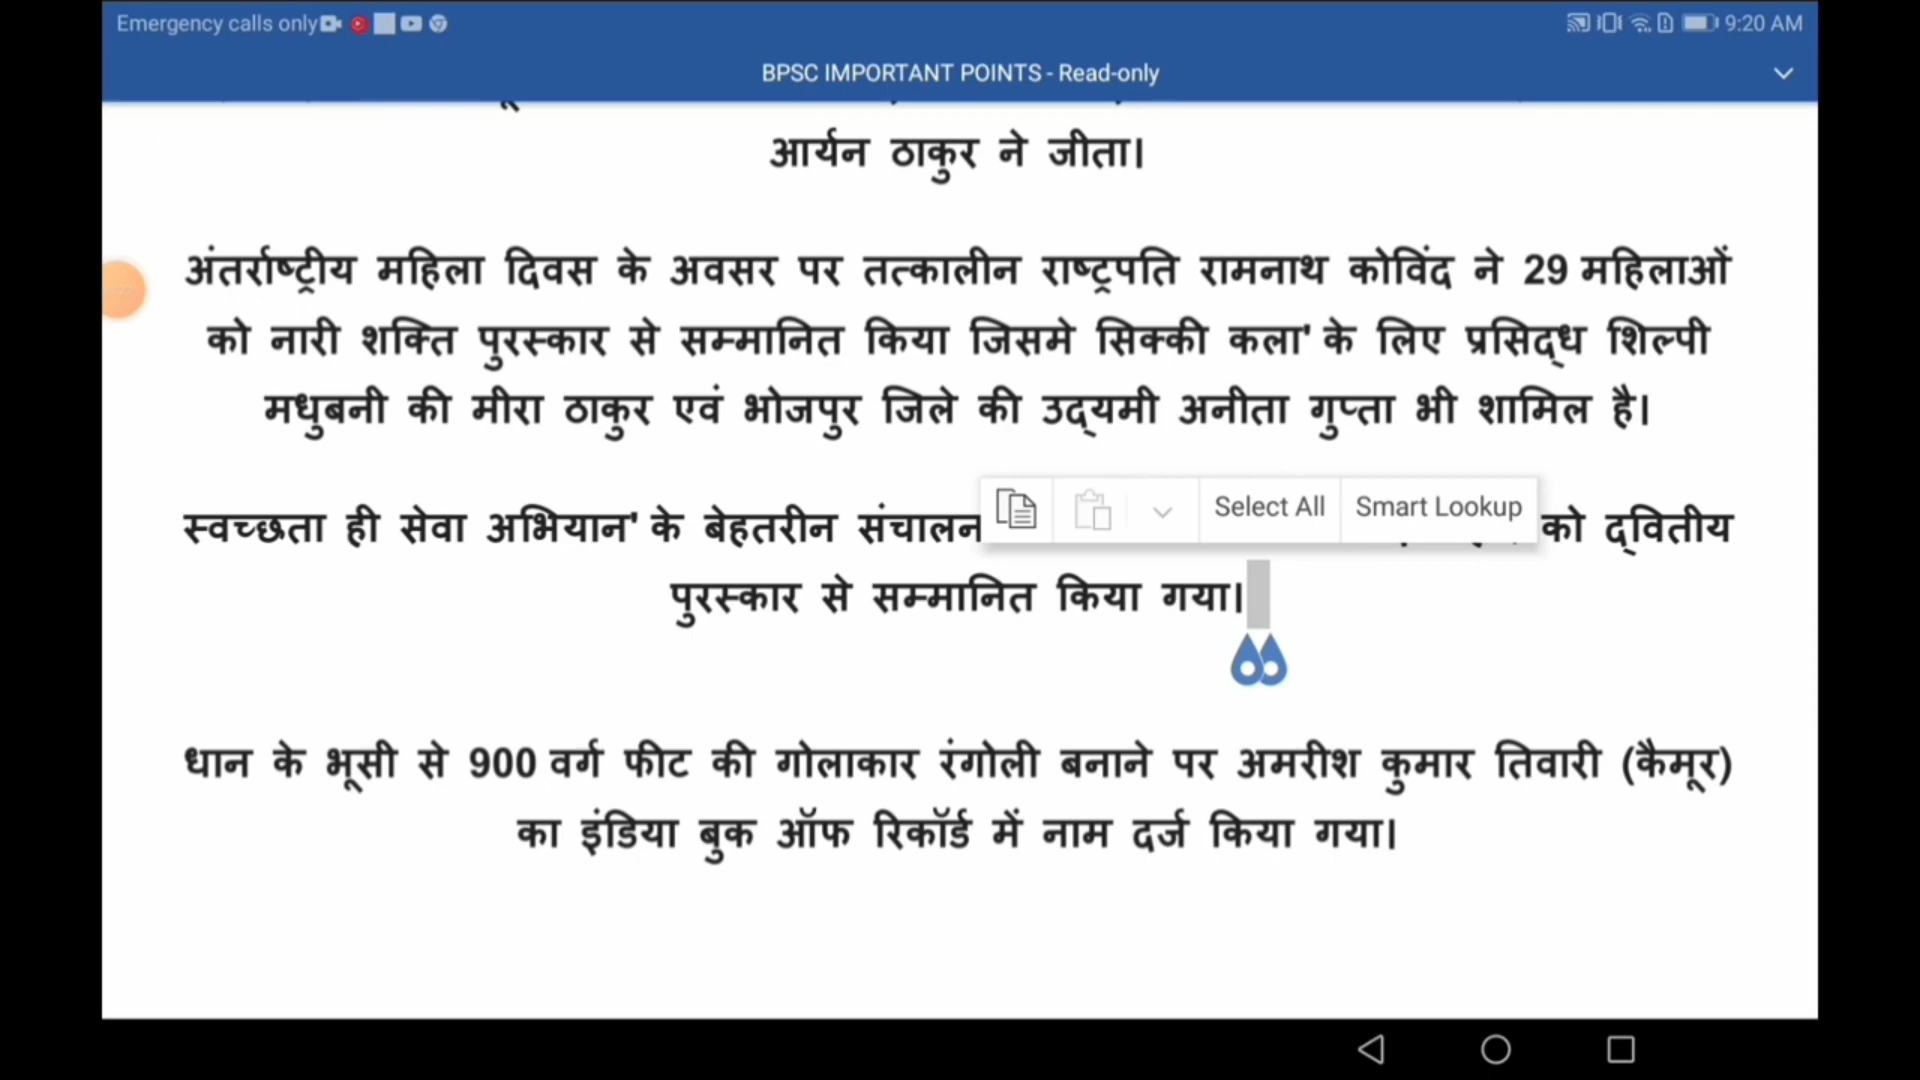 Emergency calls only
9:20 AM
BPSC IMPORTANT POINTS - Read-only
आर्यन ठाकुर ने जीता।
अंतर्राष्ट्रीय महिला दिवस के अवसर पर तत्कालीन राष्ट्रपति रामनाथ कोविंद ने 29 महिलाओं
को नारी शक्ति पुरस्कार से सम्मानित किया जिसमे सिक्की कला' के लिए प्रसिद्ध शिल्पी
मधुबनी की मीरा ठाकुर एवं भोजपुर जिले की उद्यमी अनीता गुप्ता भी शामिल है।
Select All Smart Lookup
स्वच्छता ही सेवा अभियान' के बेहतरीन संचालन को द्वितीय
पुरस्कार से सम्मानित किया गया।
धान के भूसी से 900 वर्ग फीट की गोलाकार रंगोली बनाने पर अमरीश कुमार तिवारी (कैमूर)
का इंडिया बुक ऑफ रिकॉर्ड में नाम दर्ज किया गया।